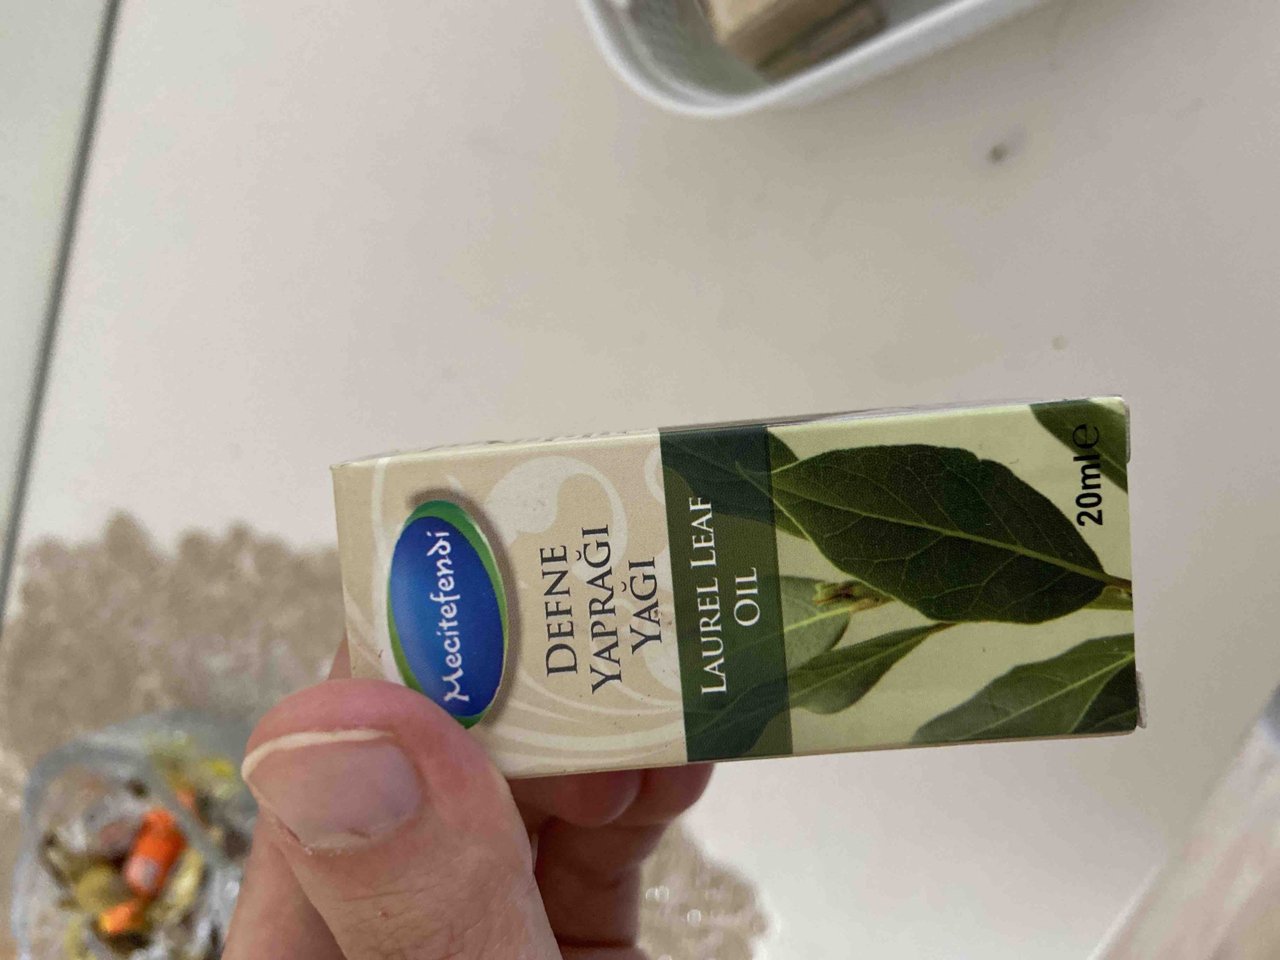 Mecitefendi
DEFNE
YAPRAĞI
YAĞI
LAUREL LEAF
OIL
20ml e